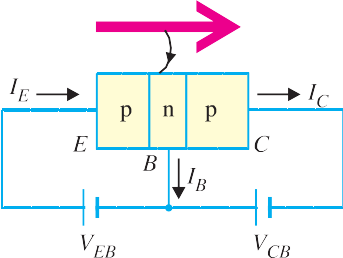 I_E I_C
p n p
E B C
I_B
V_EB V_CB